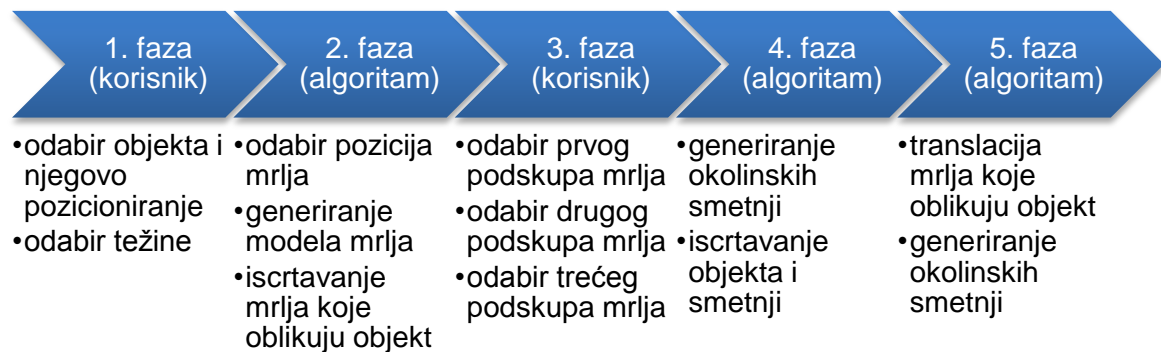 1. faza
(korisnik)
2. faza
(algoritam)
3. faza
(korisnik)
4. faza
(algoritam)
5. faza
(algoritam)
•odabir objekta i
njegovo
pozicioniranje
•odabir težine
•odabir pozicija
mrlja
•generiranje
modela mrlja
•iscrtavanje
mrlja koje
oblikuju objekt
•odabir prvog
podskupa mrlja
•odabir drugog
podskupa mrlja
•odabir trećeg
podskupa mrlja
•generiranje
okolinskih
smetnji
•iscrtavanje
objekta i
smetnji
•translacija
mrlja koje
oblikuju objekt
•generiranje
okolinskih
smetnji